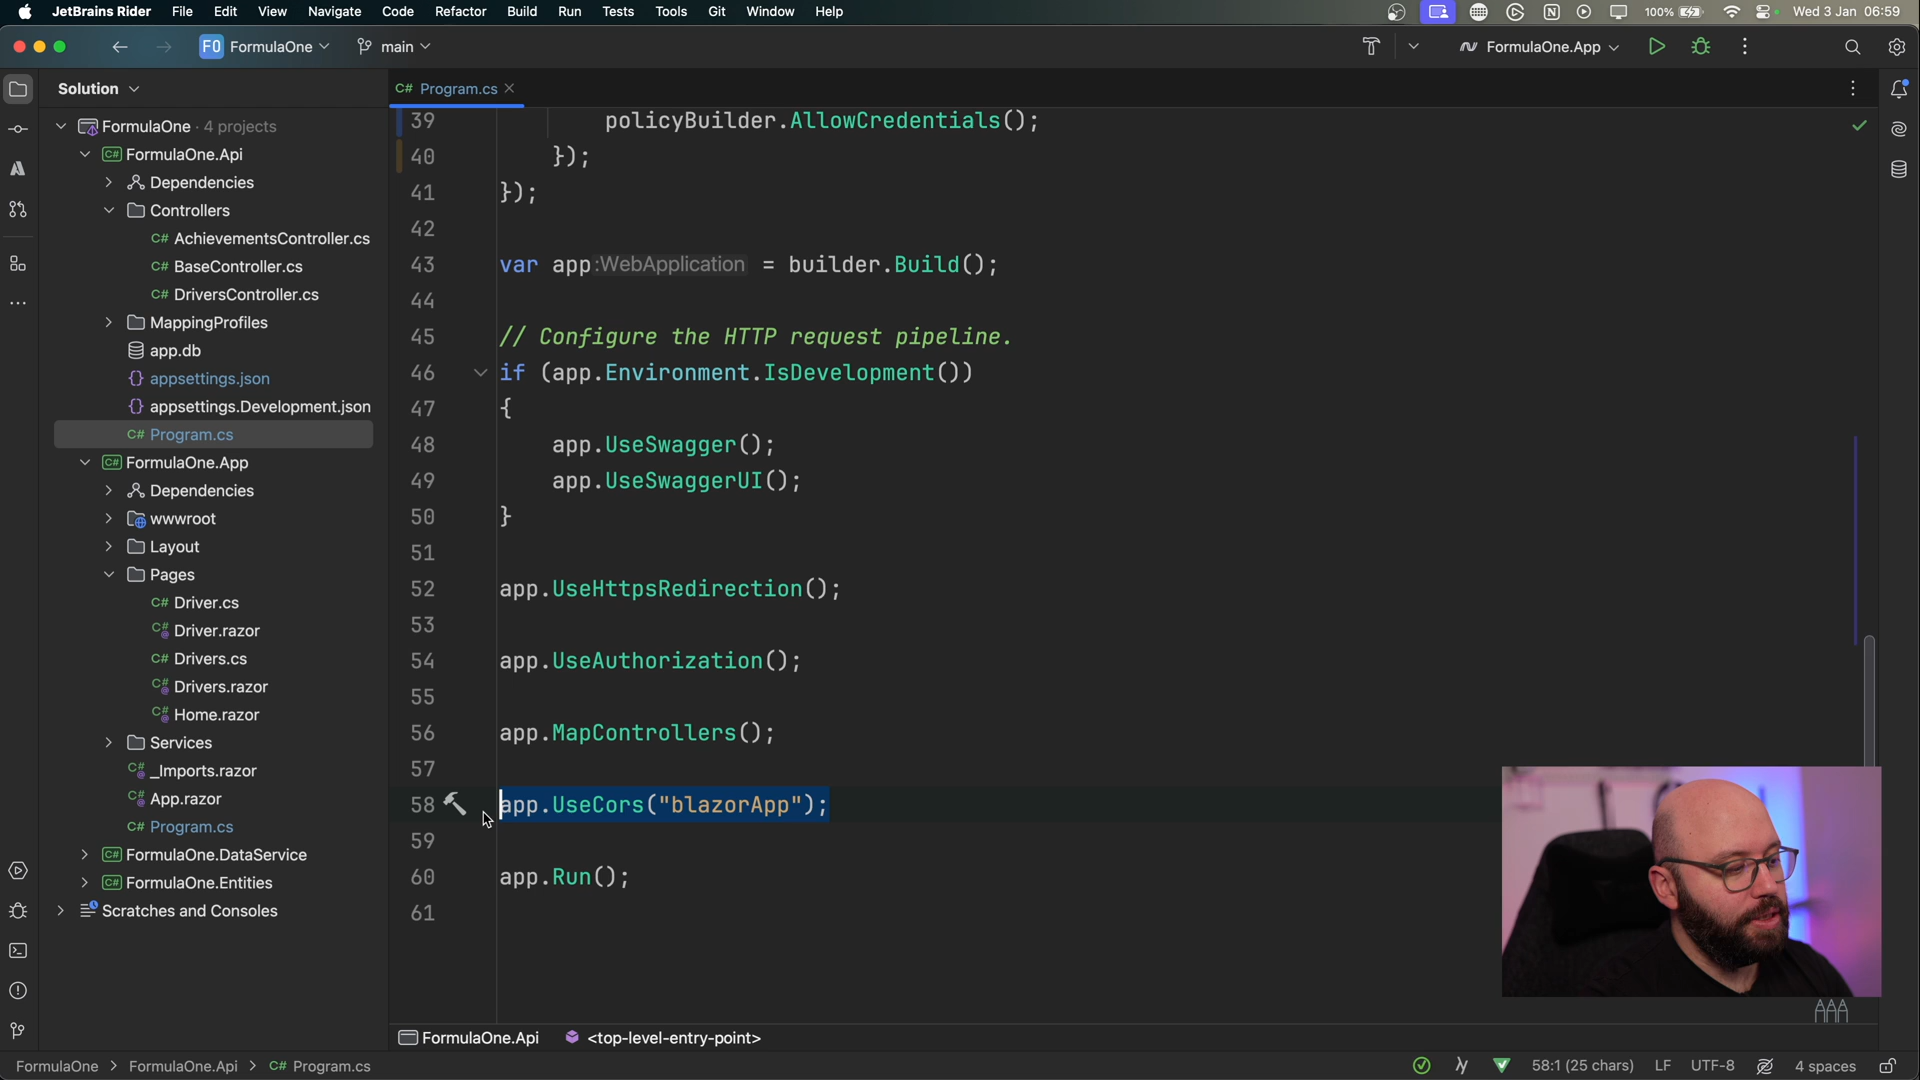 JetBrains Rider File Edit View Navigate Code Refactor Build Run Tests Tools Git Window Help 100% Wed 3 Jan 06:59
FO FormulaOne main FormulaOne.App
Solution
C# Program.cs
FormulaOne · 4 projects
C# FormulaOne.Api
Dependencies
Controllers
C# AchievementsController.cs
C# BaseController.cs
C# DriversController.cs
MappingProfiles
app.db
{} appsettings.json
{} appsettings.Development.json
C# Program.cs
C# FormulaOne.App
Dependencies
wwwroot
Layout
Pages
C# Driver.cs
C# Driver.razor
C# Drivers.cs
C# Drivers.razor
C# Home.razor
Services
C# _Imports.razor
C# App.razor
C# Program.cs
C# FormulaOne.DataService
C# FormulaOne.Entities
Scratches and Consoles
39 policyBuilder.AllowCredentials();
40 });
41 });
42
43 var app :WebApplication = builder.Build();
44
45 // Configure the HTTP request pipeline.
46 if (app.Environment.IsDevelopment())
47 {
48 app.UseSwagger();
49 app.UseSwaggerUI();
50 }
51
52 app.UseHttpsRedirection();
53
54 app.UseAuthorization();
55
56 app.MapControllers();
57
58 app.UseCors("blazorApp");
59
60 app.Run();
61
FormulaOne.Api <top-level-entry-point>
FormulaOne > FormulaOne.Api > C# Program.cs 58:1 (25 chars) LF UTF-8 4 spaces